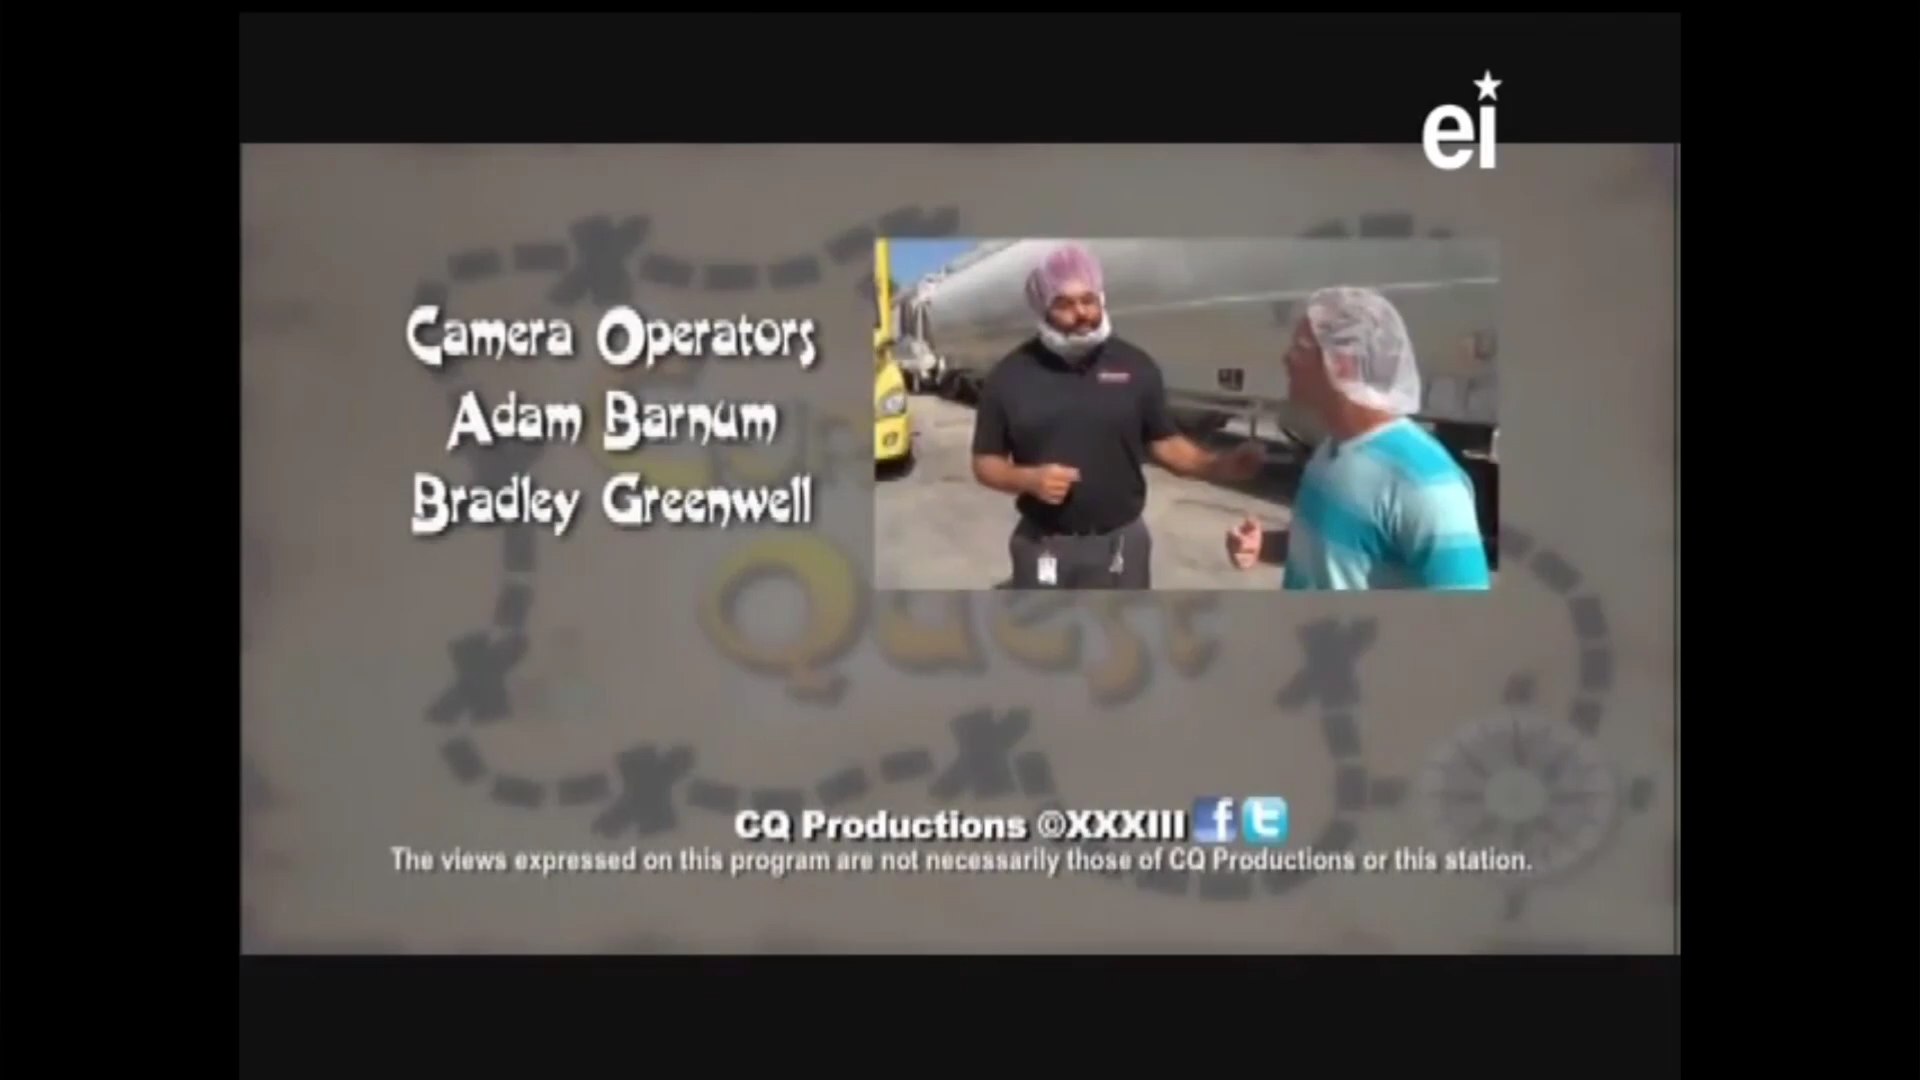 ei
Camera Operators
Adam Barnum
Bradley Greenwell
Quest
CQ Productions ©XXXIII
The views expressed on this program are not necessarily those of CQ Productions or this station.